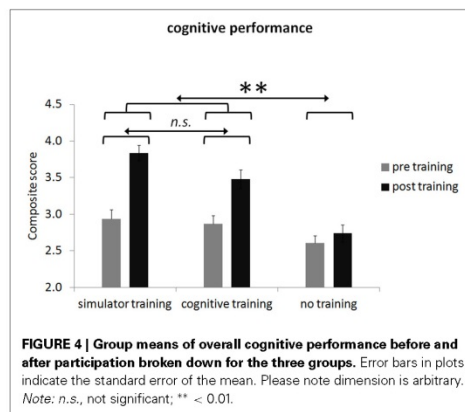 cognitive performance
**
n.s.
4.5
4.0
3.5
3.0
2.5
2.0
Composite score
pre training
post training
simulator training
cognitive training
no training
FIGURE 4 | Group means of overall cognitive performance before and
after participation broken down for the three groups. Error bars in plots
indicate the standard error of the mean. Please note dimension is arbitrary.
Note: n.s., not significant; ** < 0.01.